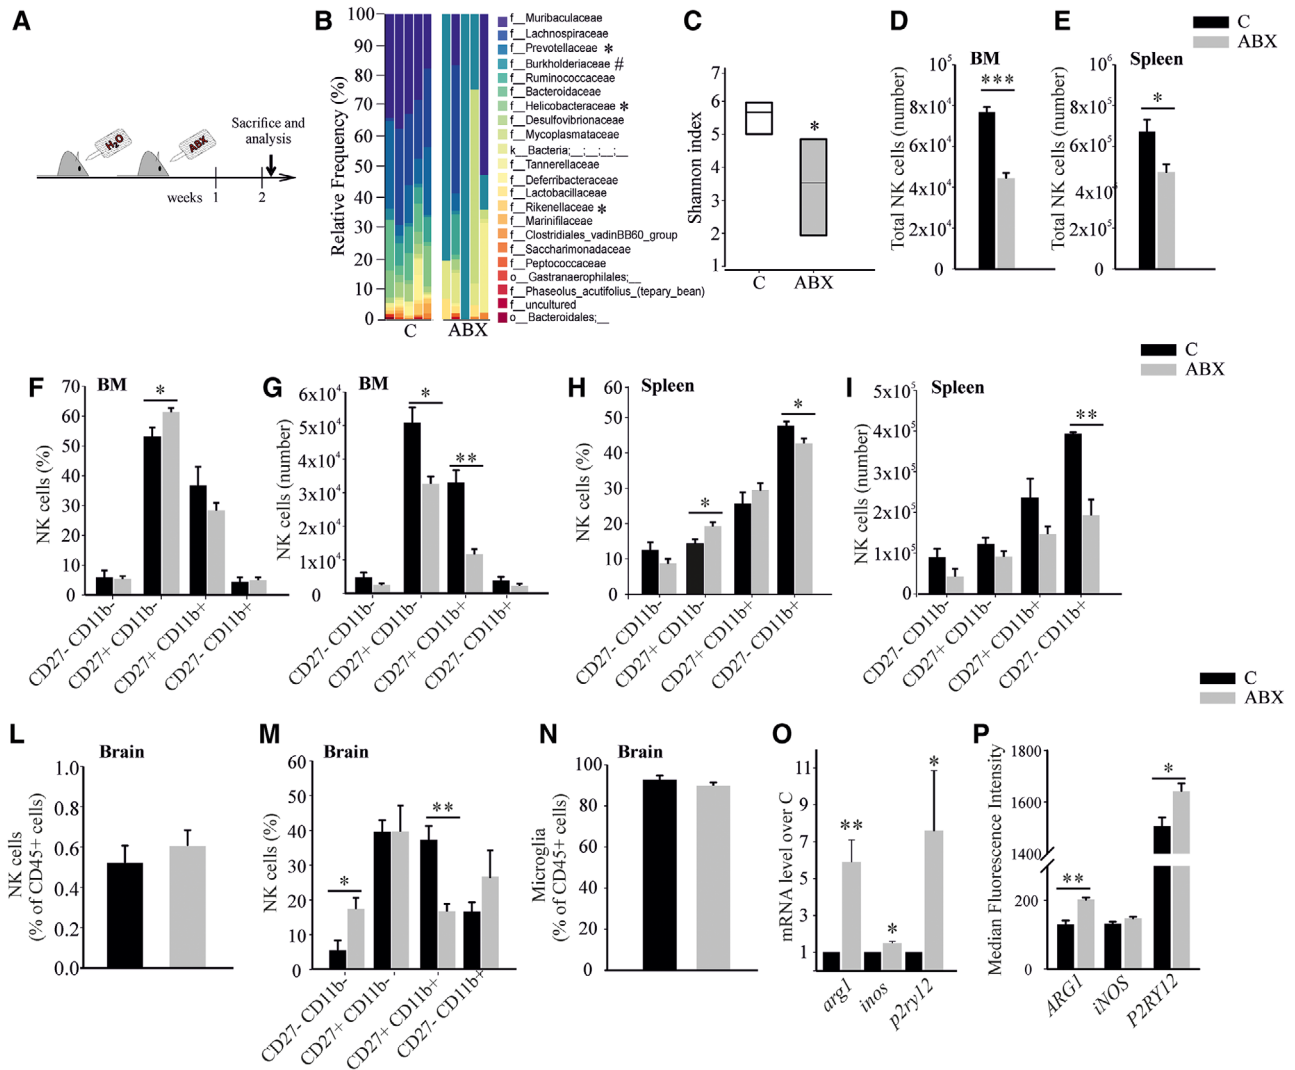 A
H2O
ABX
Sacrifice and
analysis
weeks
1
2
B
Relative Frequency (%)
100
90
80
70
60
50
40
30
20
10
0
C
ABX
f__Muribaculaceae
f__Lachnospiraceae
f__Prevotellaceae *
f__Burkholderiaceae #
f__Ruminococcaceae
f__Bacteroidaceae
f__Helicobacteraceae *
f__Desulfovibrionaceae
f__Mycoplasmataceae
k__Bacteria;__;__;__;__
f__Tannerellaceae
f__Deferribacteraceae
f__Lactobacillaceae
f__Rikenellaceae *
f__Marinifilaceae
f__Clostridiales_vadinBB60_group
f__Saccharimonadaceae
f__Peptococcaceae
o__Gastranaerophilales;__
f__Phaseolus_acutifolius_(tepary_bean)
f__uncultured
o__Bacteroidales;__
C
Shannon index
7
6
5
4
3
2
1
*
C
ABX
D
BM
Total NK cells (number)
10^5
8x10^4
6x10^4
4x10^4
2x10^4
0
***
E
Spleen
Total NK cells (number)
10^6
8x10^5
6x10^5
4x10^6
2x10^5
0
*
C
ABX
F
BM
NK cells (%)
70
60
50
40
30
20
10
0
*
CD27- CD11b-
CD27+ CD11b-
CD27+ CD11b+
CD27- CD11b+
G
BM
NK cells (number)
6x10^4
5x10^4
4x10^4
3x10^4
2x10^4
10^4
0
*
**
CD27- CD11b-
CD27+ CD11b-
CD27+ CD11b+
CD27- CD11b+
H
Spleen
NK cells (%)
60
50
40
30
20
10
0
*
*
CD27- CD11b-
CD27+ CD11b-
CD27+ CD11b+
CD27- CD11b+
I
Spleen
NK cells (number)
5x10^5
4x10^5
3x10^5
2x10^5
1x10^5
0
**
CD27- CD11b-
CD27+ CD11b-
CD27+ CD11b+
CD27- CD11b+
C
ABX
C
ABX
L
Brain
NK cells
(% of CD45+ cells)
1.0
0.8
0.6
0.4
0.2
0.0
M
Brain
NK cells (%)
60
50
40
30
20
10
0
*
**
CD27- CD11b-
CD27+ CD11b-
CD27+ CD11b+
CD27- CD11b+
N
Brain
Microglia
(% of CD45+ cells)
100
80
60
40
20
0
O
mRNA level over C
11
9
7
5
3
1
**
*
*
arg1
inos
p2ry12
P
Median Fluorescence Intensity
1800
1600
1400
200
0
**
*
ARG1
iNOS
P2RY12